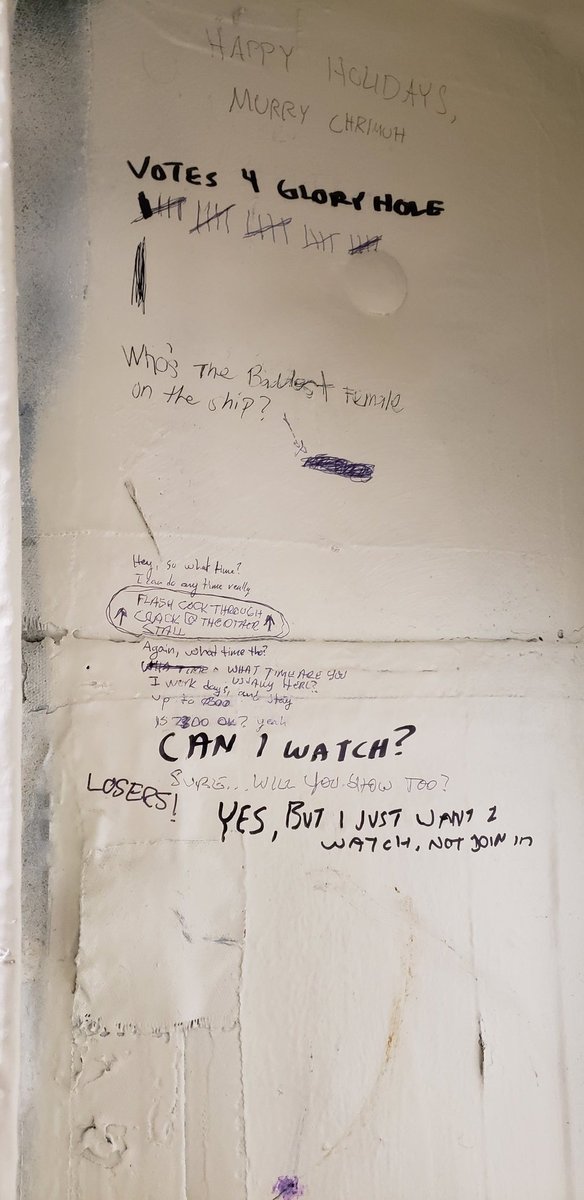 HAPPY HOLIDAYS,
MURRY CHRIMUH
VOTES 4 GLORY HOLE
Who's The Baddest Female
on the ship?
Hey, so what time?
I can do any time really
FLASH COCK THROUGH
CRACK @ THE OTHER
STALL
Again, what time tho?
WHAT TIME ARE YOU
USUALLY HERE?
I work days, and stay
up to
IS OK? yeah
CAN I WATCH?
SURE... WILL YOU SHOW TOO?
LOSERS!
YES, BUT I JUST WANT 2
WATCH, NOT JOIN in